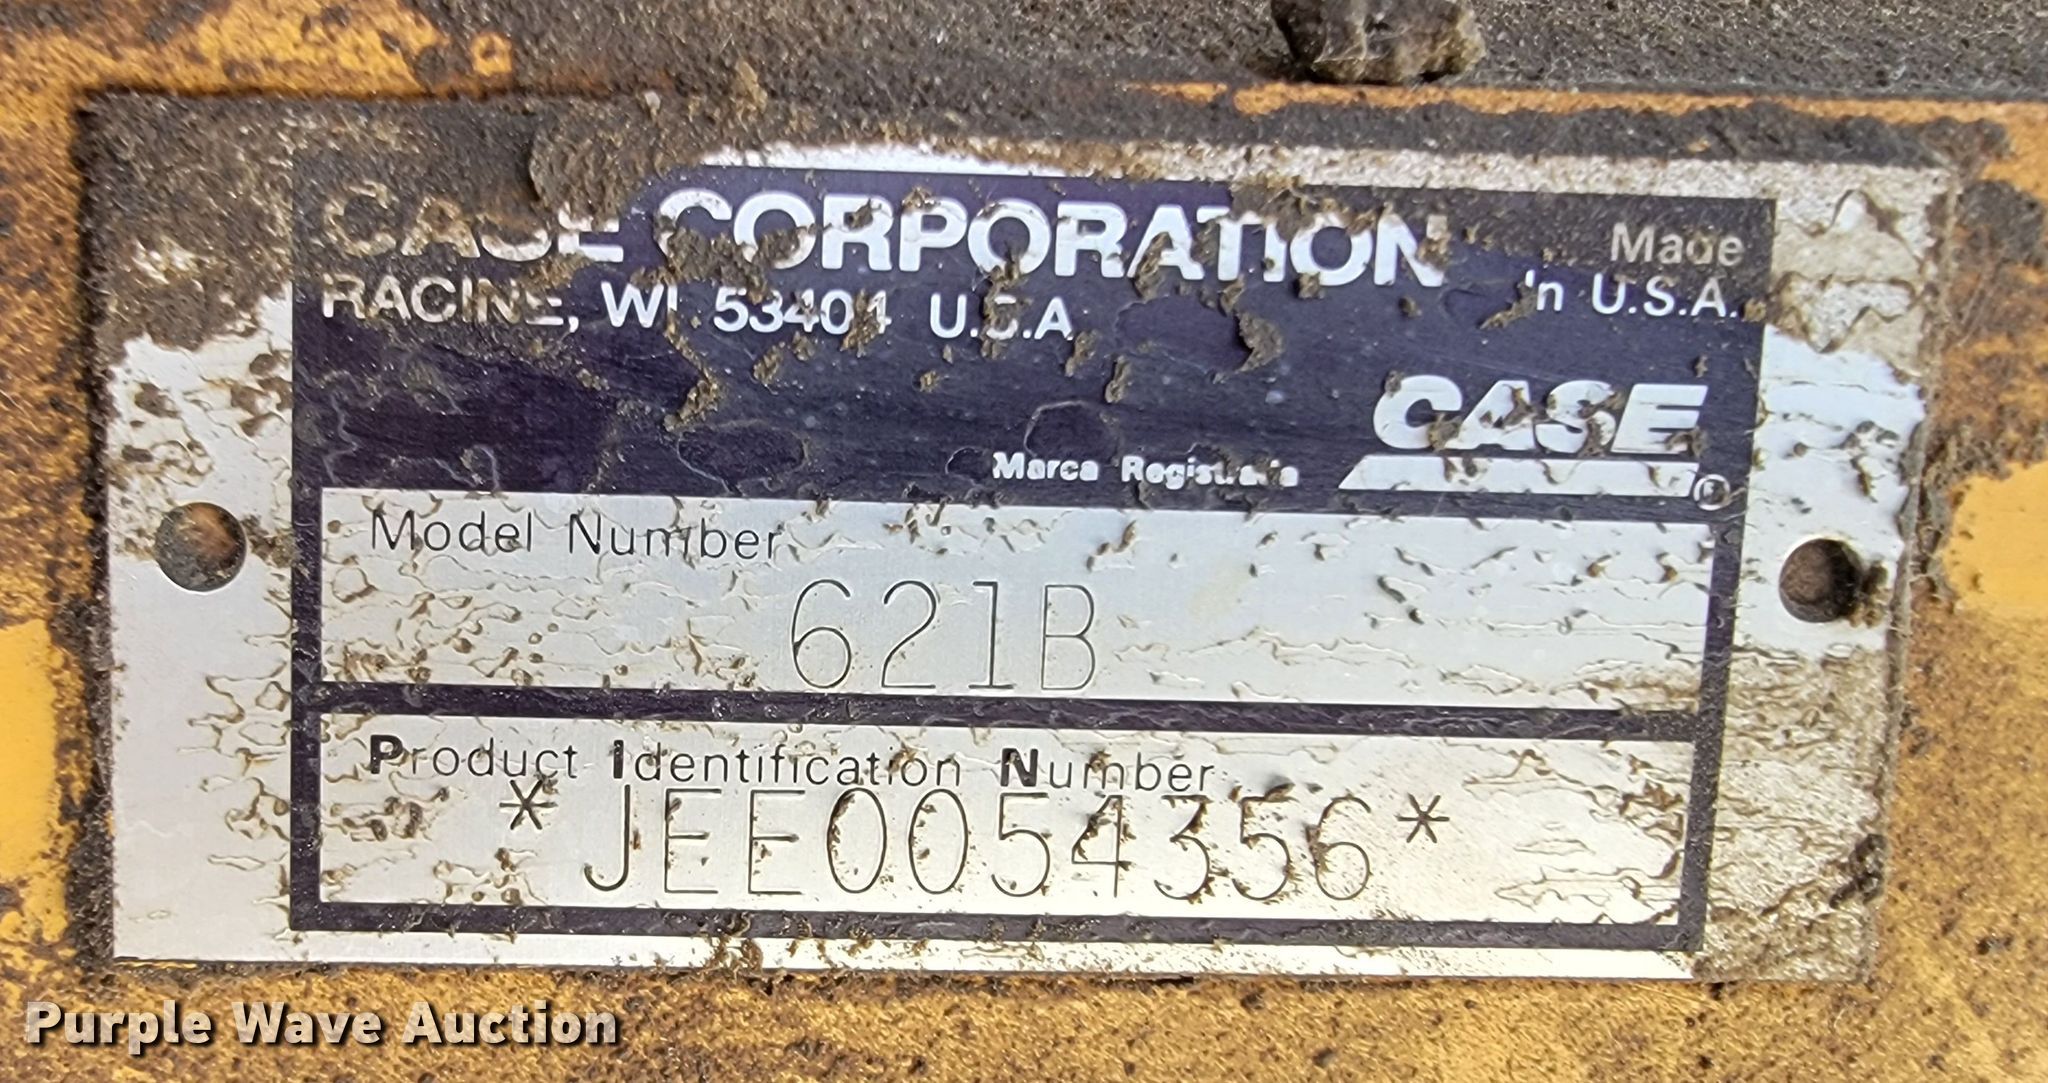 CASE CORPORATION
RACINE, WI 53404 U.S.A
Made
in U.S.A.
CASE
Marca Registrada
®
Model Number
621B
Product Identification Number
*JEE0054356*
Purple Wave Auction